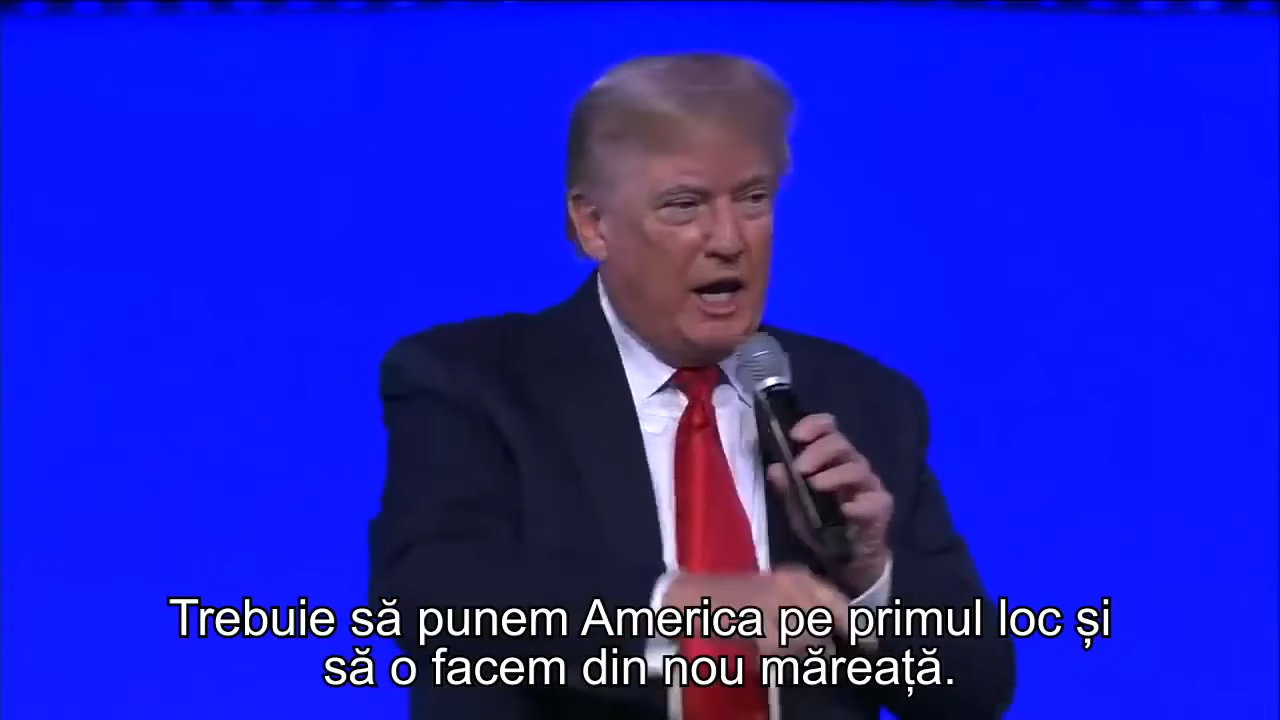 Trebuie să punem America pe primul loc și
să o facem din nou măreață.